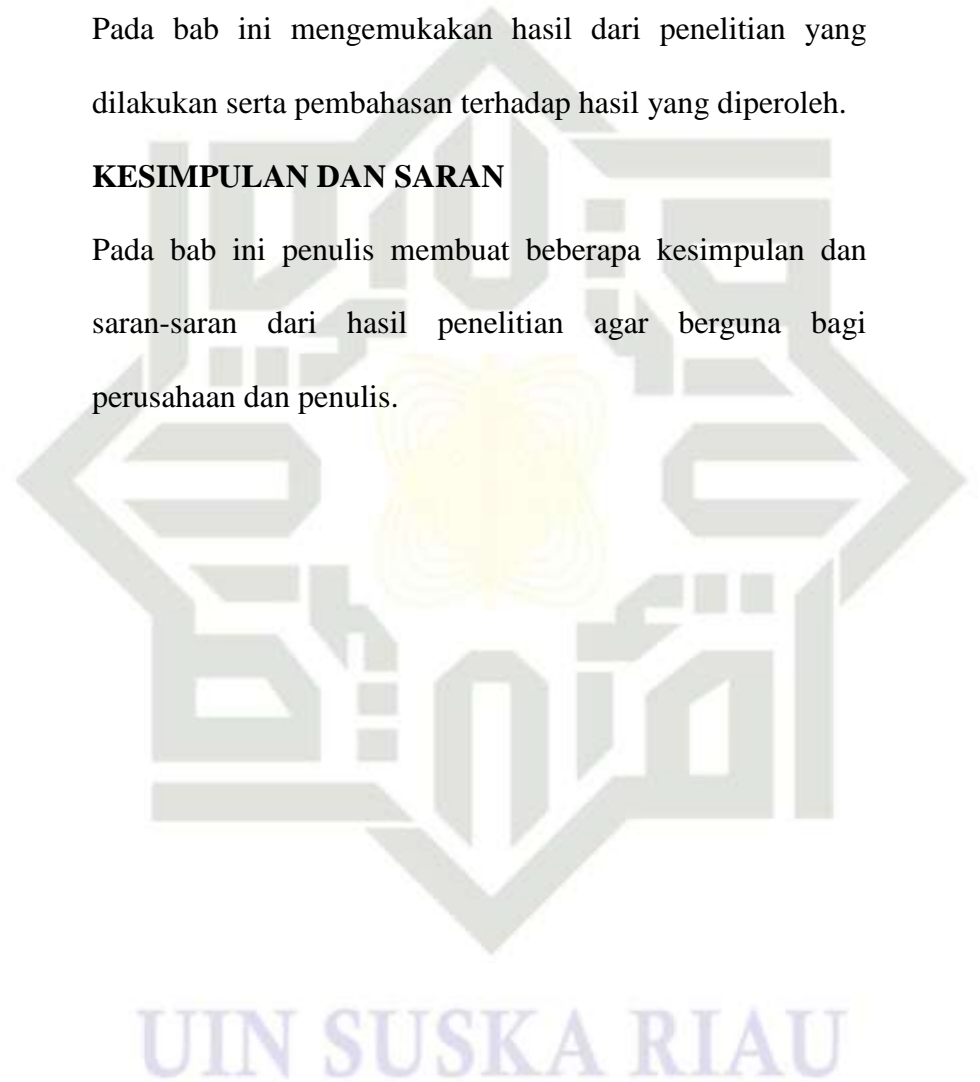 Pada bab ini mengemukakan hasil dari penelitian yang
dilakukan serta pembahasan terhadap hasil yang diperoleh.
KESIMPULAN DAN SARAN
Pada bab ini penulis membuat beberapa kesimpulan dan
saran-saran dari hasil penelitian agar berguna bagi
perusahaan dan penulis.
UIN SUSKA RIAU